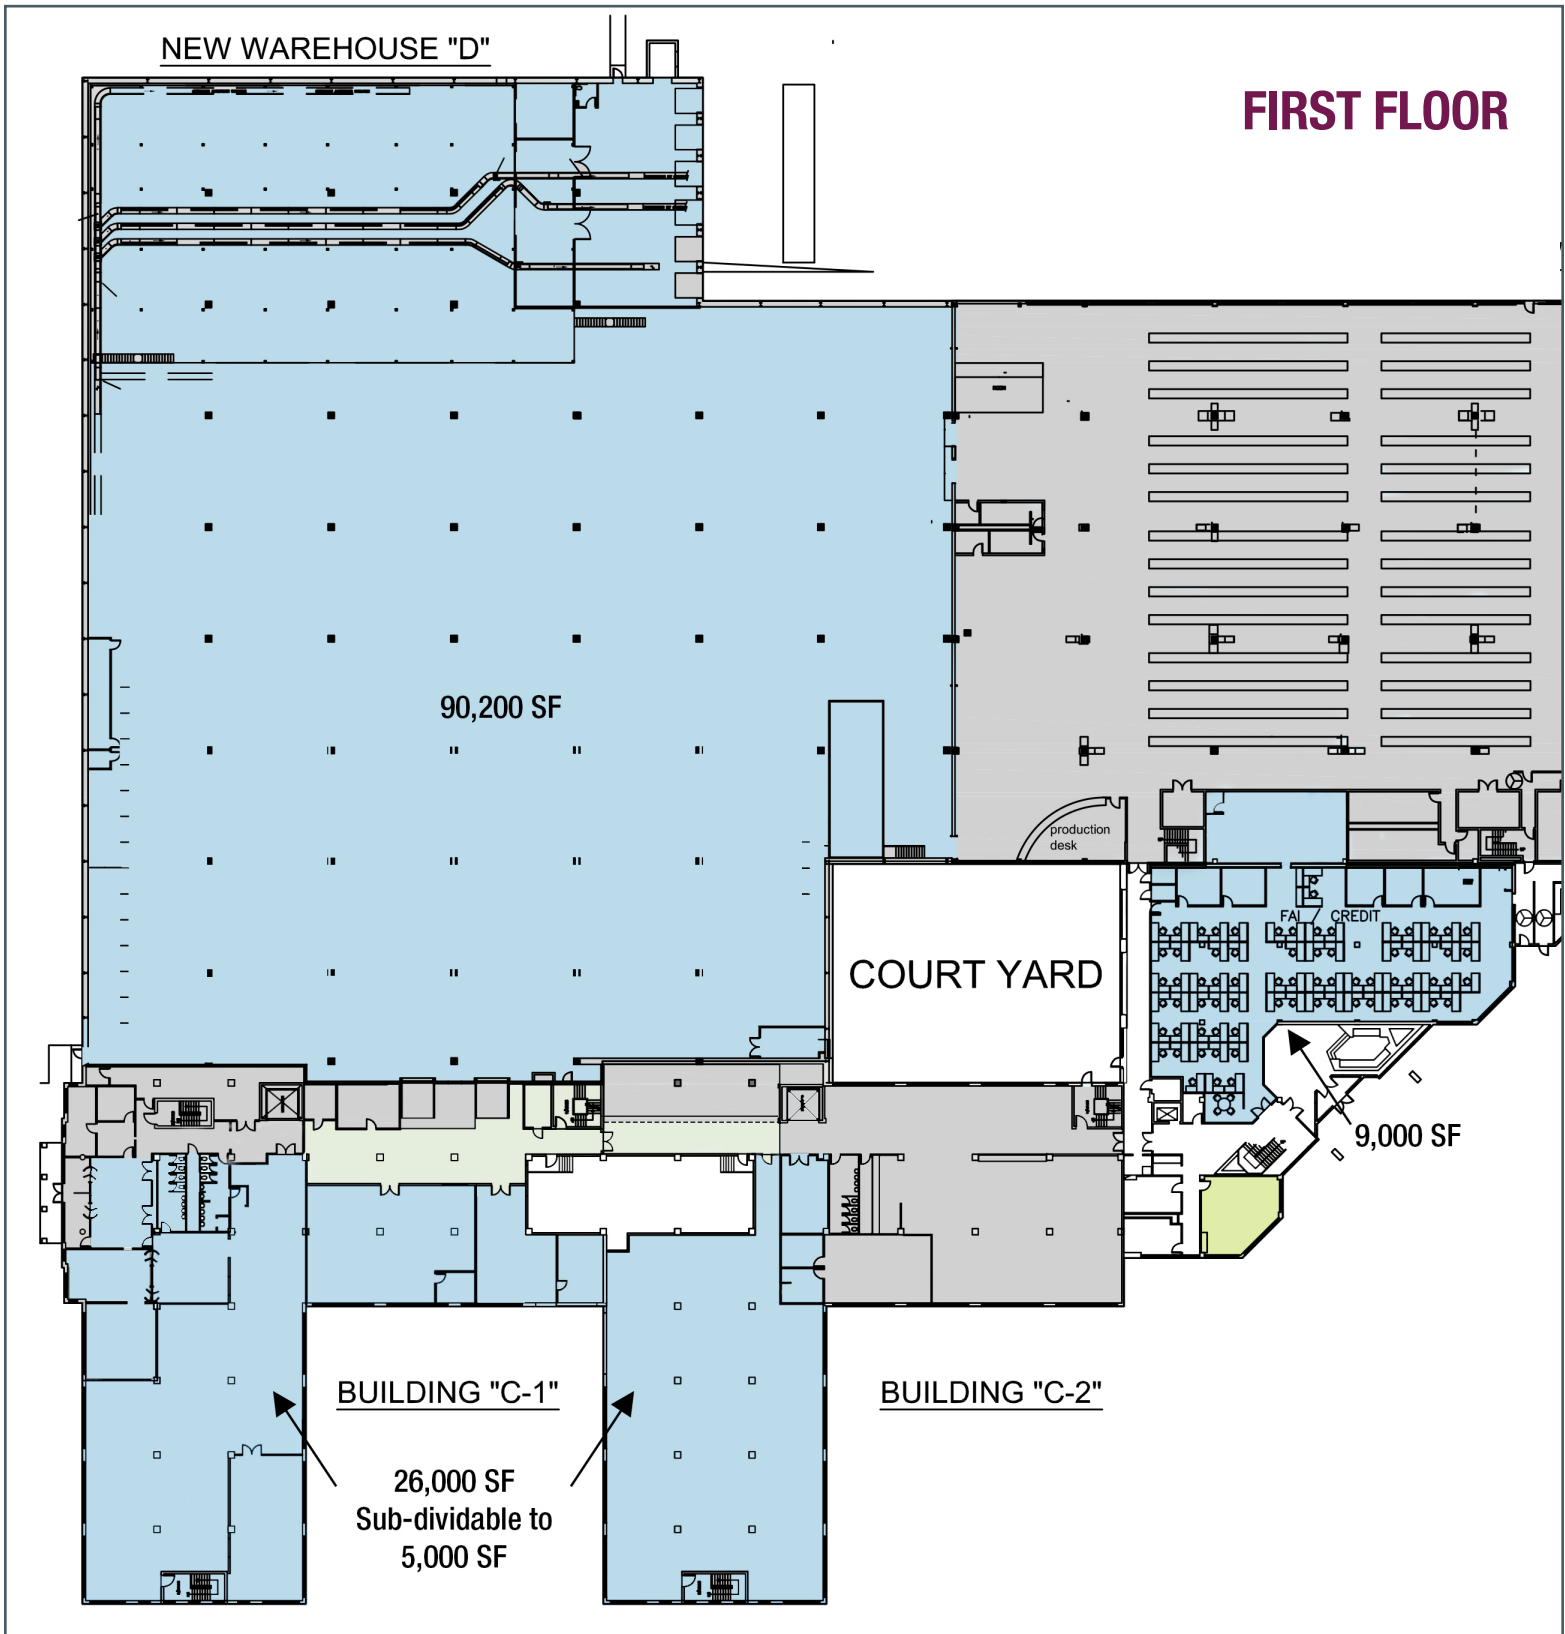 NEW WAREHOUSE "D"
FIRST FLOOR
90,200 SF
production
desk
FAI / CREDIT
COURT YARD
9,000 SF
BUILDING "C-1"
BUILDING "C-2"
26,000 SF
Sub-dividable to
5,000 SF